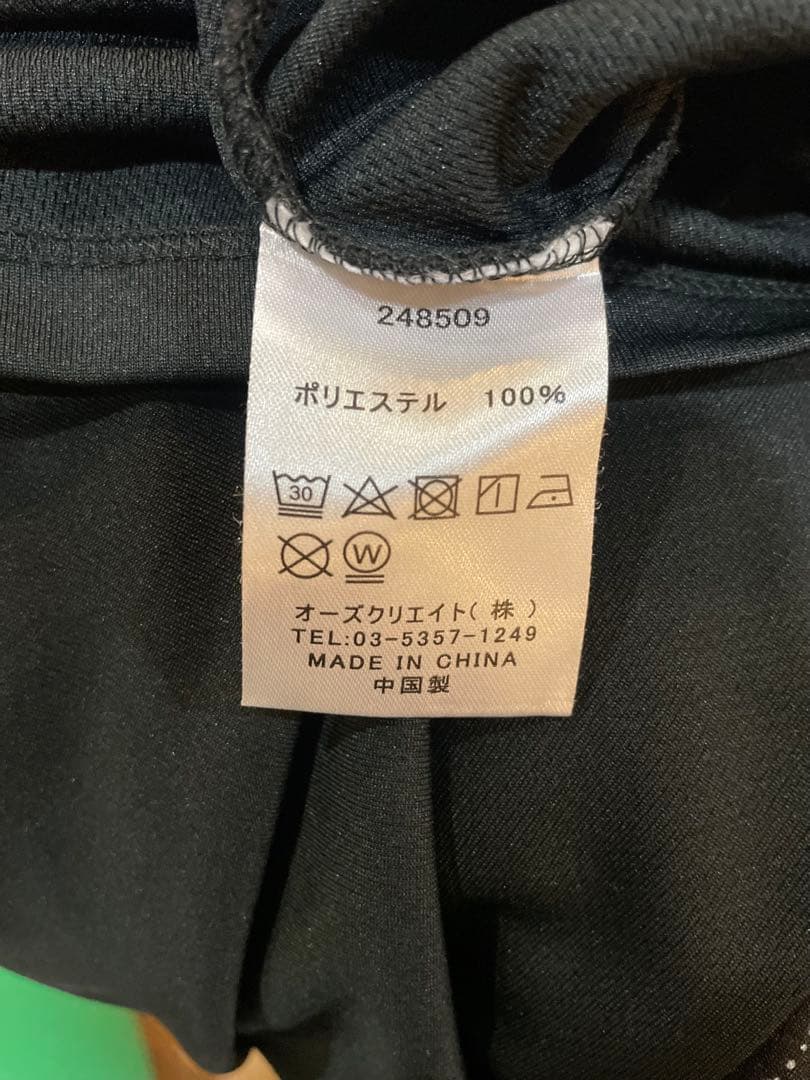 248509
ポリエステル 100%
30
W
オーズクリエイト(株)
TEL:03-5357-1249
MADE IN CHINA
中国製